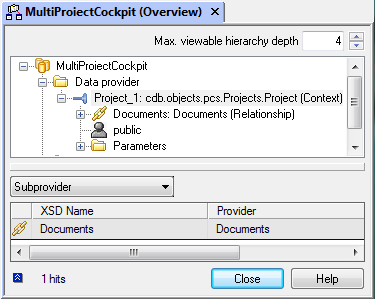 MultiProjectCockpit (Overview)
Max. viewable hierarchy depth 4
MultiProjectCockpit
Data provider
Project_1: cdb.objects.pcs.Projects.Project (Context)
Documents: Documents (Relationship)
public
Parameters
Subprovider
XSD Name Provider
Documents Documents
1 hits Close Help